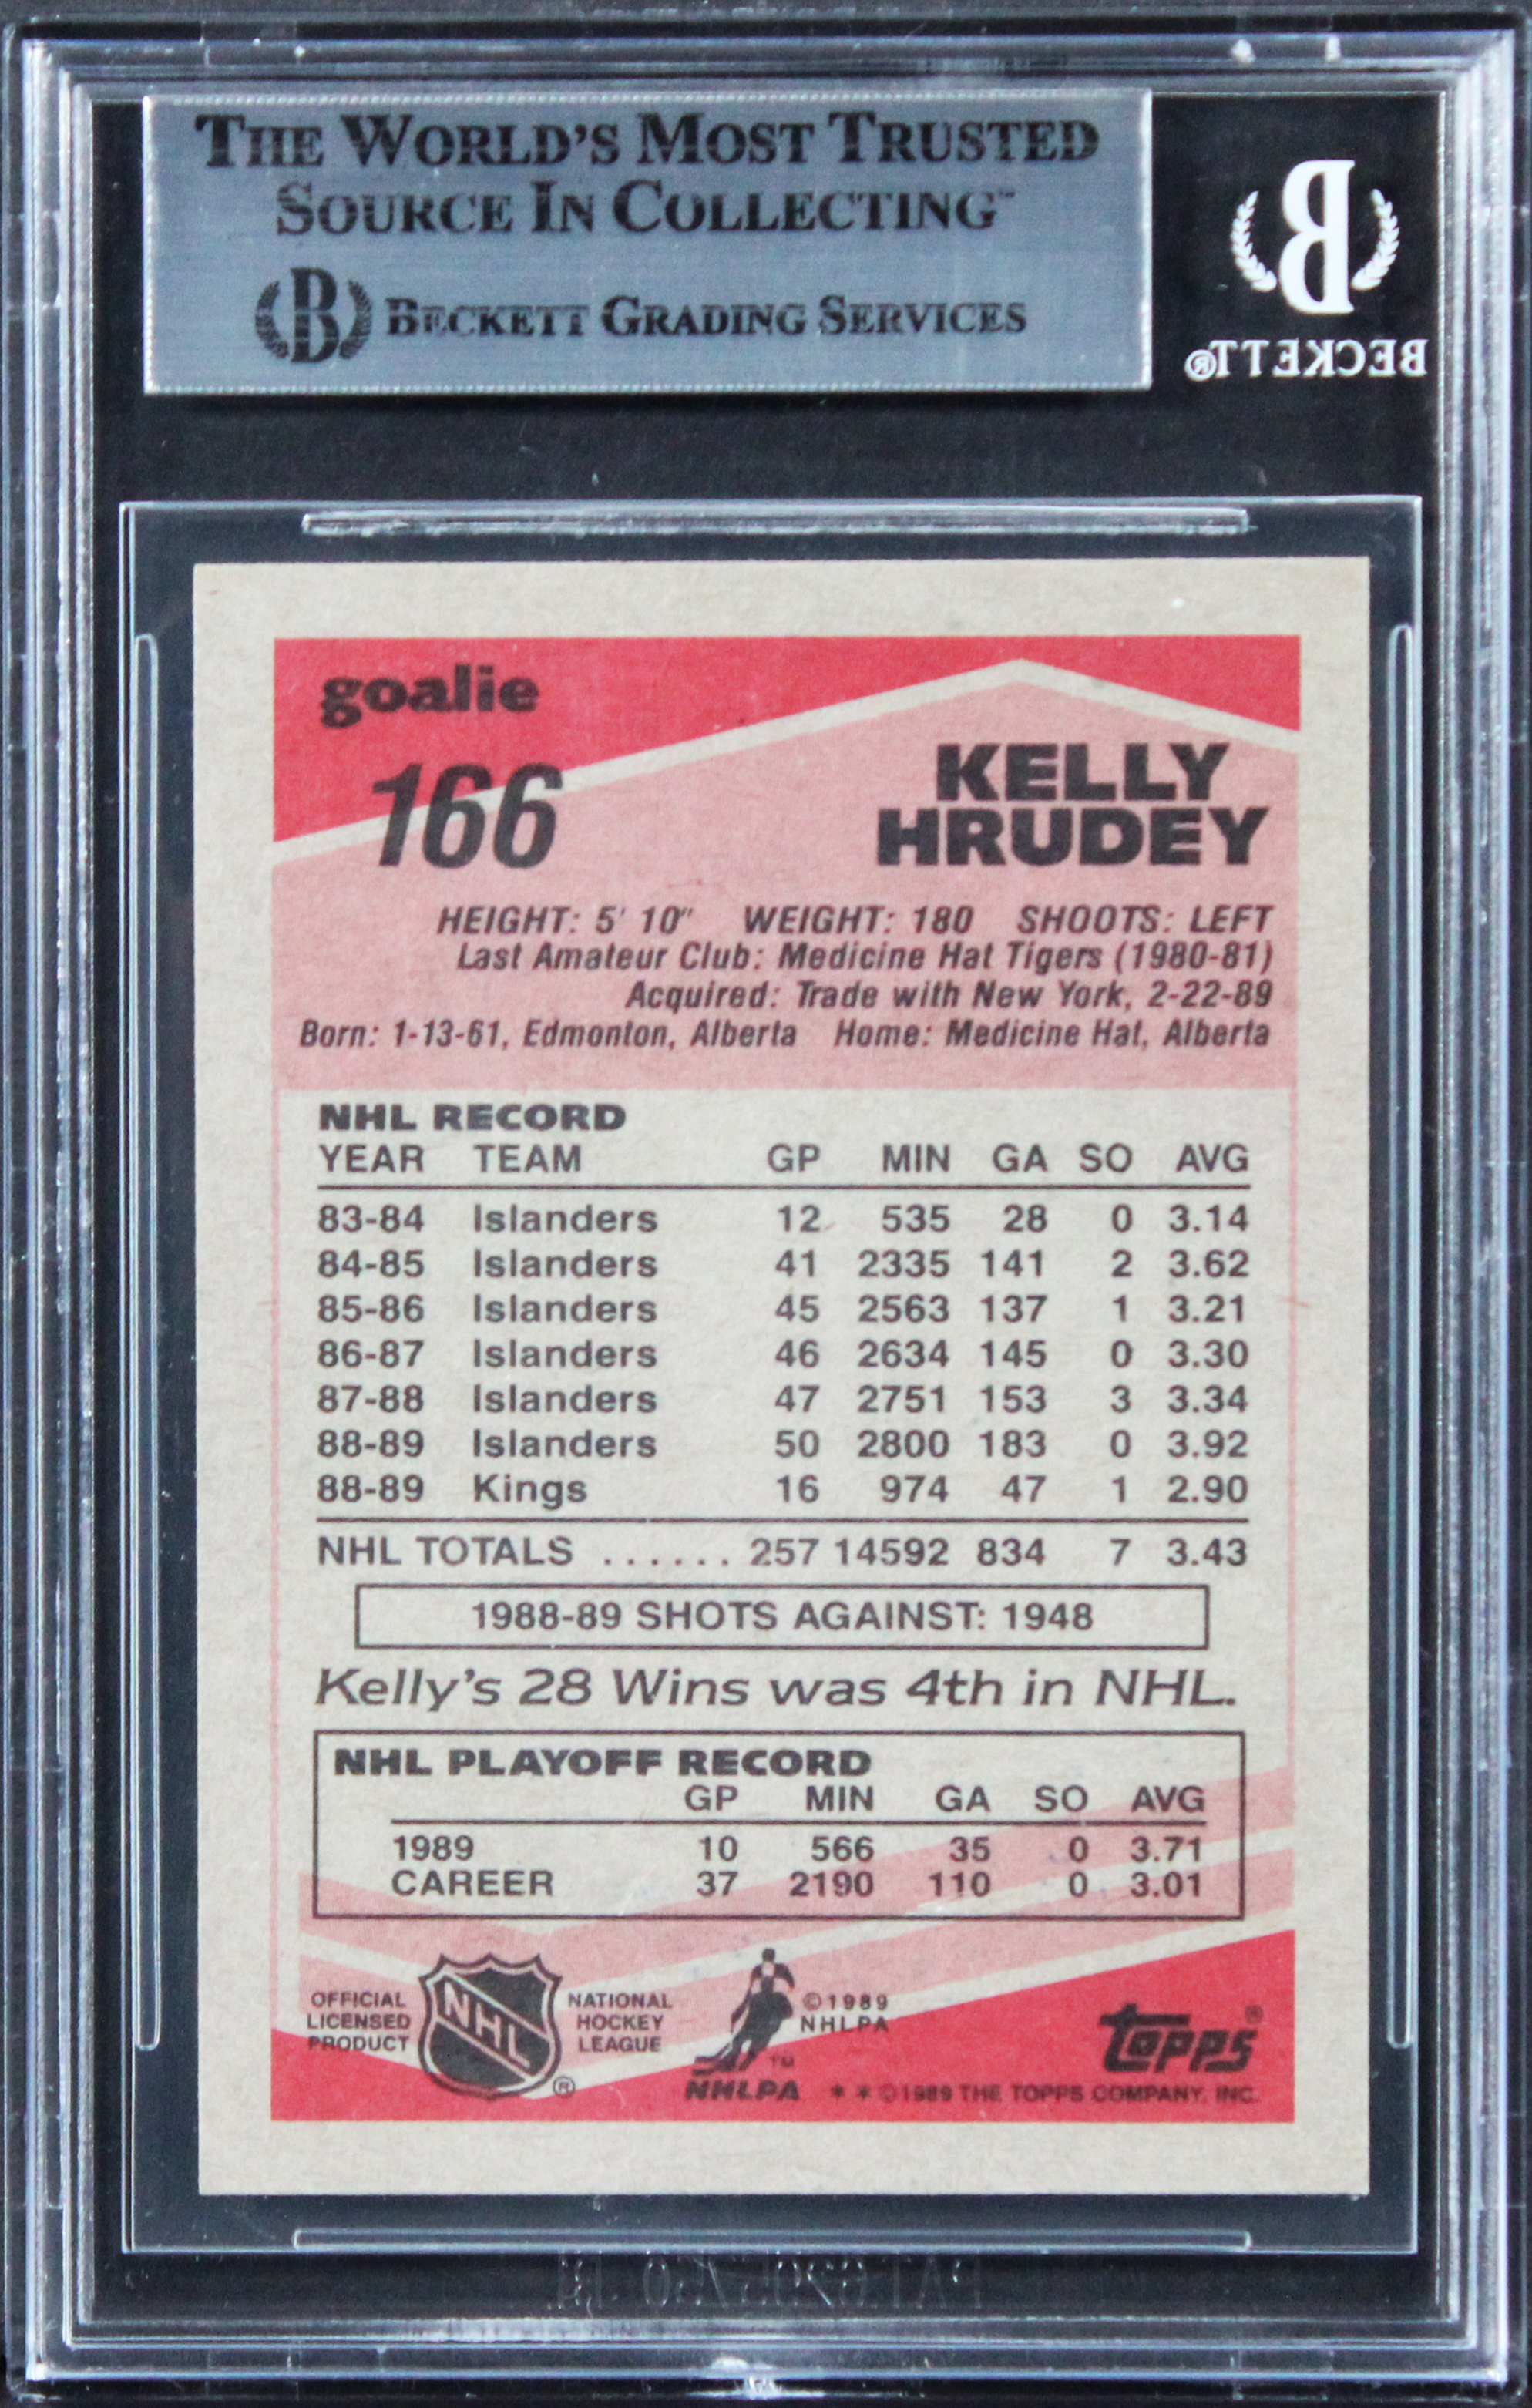 THE WORLD'S MOST TRUSTED
SOURCE IN COLLECTING™
B BECKETT GRADING SERVICES
B
BECKETT®
goalie
166
KELLY
HRUDEY
HEIGHT: 5' 10" WEIGHT: 180 SHOOTS: LEFT
Last Amateur Club: Medicine Hat Tigers (1980-81)
Acquired: Trade with New York, 2-22-89
Born: 1-13-61, Edmonton, Alberta Home: Medicine Hat, Alberta
NHL RECORD
YEAR TEAM GP MIN GA SO AVG
83-84 Islanders 12 535 28 0 3.14
84-85 Islanders 41 2335 141 2 3.62
85-86 Islanders 45 2563 137 1 3.21
86-87 Islanders 46 2634 145 0 3.30
87-88 Islanders 47 2751 153 3 3.34
88-89 Islanders 50 2800 183 0 3.92
88-89 Kings 16 974 47 1 2.90
NHL TOTALS ...... 257 14592 834 7 3.43
1988-89 SHOTS AGAINST: 1948
Kelly's 28 Wins was 4th in NHL.
NHL PLAYOFF RECORD
GP MIN GA SO AVG
1989 10 566 35 0 3.71
CAREER 37 2190 110 0 3.01
OFFICIAL
LICENSED
PRODUCT
NHL
®
NATIONAL
HOCKEY
LEAGUE
©1989
NHLPA
TM
NHLPA
topps®
* * ©1989 THE TOPPS COMPANY, INC.